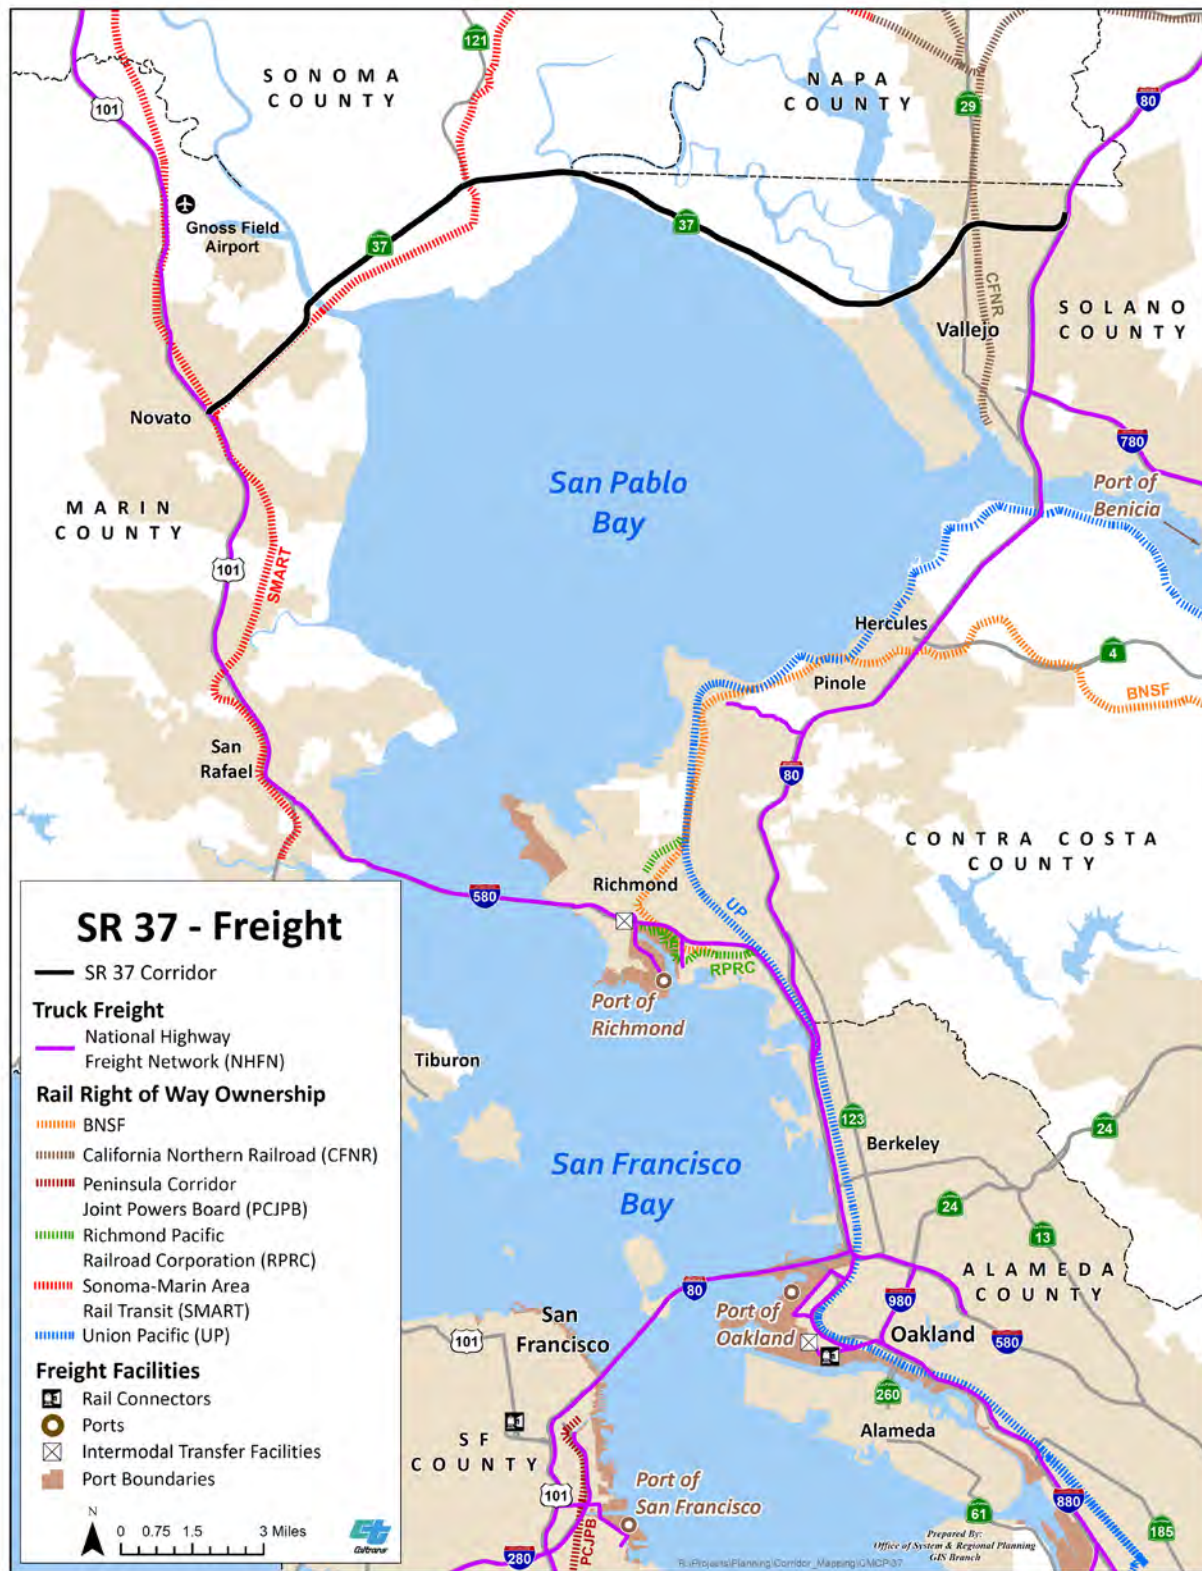 121
SONOMA
COUNTY
NAPA
COUNTY
101
29
80
Gnoss Field
Airport
37
37
CFNR
SOLANO
COUNTY
Vallejo
Novato
780
San Pablo
Bay
Port of
Benicia
MARIN
COUNTY
101
SMART
Hercules
4
Pinole
BNSF
San
Rafael
80
CONTRA COSTA
COUNTY
Richmond
580
UP
RPRC
Port of
Richmond
Tiburon
123
24
Berkeley
San Francisco
Bay
24
13
ALAMEDA
COUNTY
80
Port of
Oakland
980
Oakland
580
San
Francisco
101
260
Alameda
SF
COUNTY
Port of
San Francisco
101
880
61
185
280
PCJPB
Prepared By:
Office of System & Regional Planning
GIS Branch
R:\Projects\Planning\Corridor_Mapping\CMCP\37
SR 37 - Freight
SR 37 Corridor
Truck Freight
National Highway
Freight Network (NHFN)
Rail Right of Way Ownership
BNSF
California Northern Railroad (CFNR)
Peninsula Corridor
Joint Powers Board (PCJPB)
Richmond Pacific
Railroad Corporation (RPRC)
Sonoma-Marin Area
Rail Transit (SMART)
Union Pacific (UP)
Freight Facilities
Rail Connectors
Ports
Intermodal Transfer Facilities
Port Boundaries
N
0 0.75 1.5 3 Miles
Caltrans